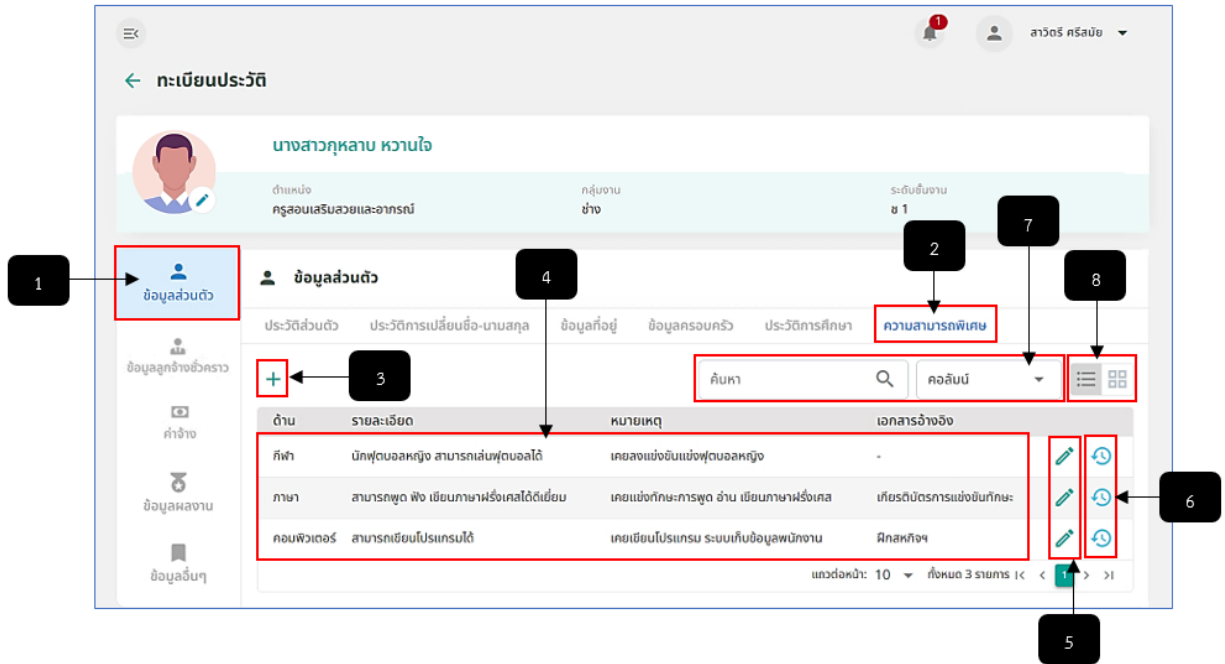 1
สาวิตรี ศรีสมัย
ทะเบียนประวัติ
นางสาวกุหลาบ หวานใจ
ตำแหน่ง กลุ่มงาน ระดับชั้นงาน
ครูสอนเสริมสวยและอาภรณ์ ช่าง ช 1
7
2
1
ข้อมูลส่วนตัว
ข้อมูลส่วนตัว
4
8
ประวัติส่วนตัว ประวัติการเปลี่ยนชื่อ-นามสกุล ข้อมูลที่อยู่ ข้อมูลครอบครัว ประวัติการศึกษา ความสามารถพิเศษ
ข้อมูลลูกจ้างชั่วคราว
3
ค้นหา คอลัมน์
ค่าจ้าง
ด้าน รายละเอียด หมายเหตุ เอกสารอ้างอิง
กีฬา นักฟุตบอลหญิง สามารถเล่นฟุตบอลได้ เคยลงแข่งขันแข่งฟุตบอลหญิง -
ข้อมูลผลงาน
ภาษา สามารถพูด ฟัง เขียนภาษาฝรั่งเศสได้ดีเยี่ยม เคยแข่งทักษะการพูด อ่าน เขียนภาษาฝรั่งเศส เกียรติบัตรการแข่งขันทักษะ
6
คอมพิวเตอร์ สามารถเขียนโปรแกรมได้ เคยเขียนโปรแกรม ระบบเก็บข้อมูลพนักงาน ฝึกสหกิจฯ
ข้อมูลอื่นๆ
แถวต่อหน้า: 10 ทั้งหมด 3 รายการ 1
5